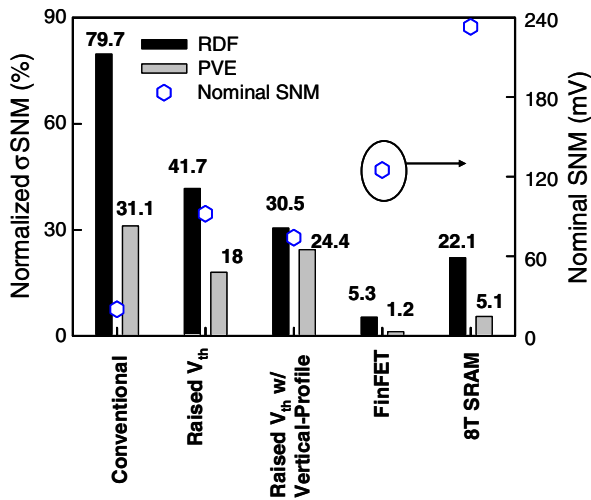 90
60
30
0
Normalized σSNM (%)
240
180
120
60
0
Nominal SNM (mV)
RDF
PVE
Nominal SNM
79.7
31.1
41.7
18
30.5
24.4
5.3
1.2
22.1
5.1
Conventional
Raised Vth
Raised Vth w/
Vertical-Profile
FinFET
8T SRAM